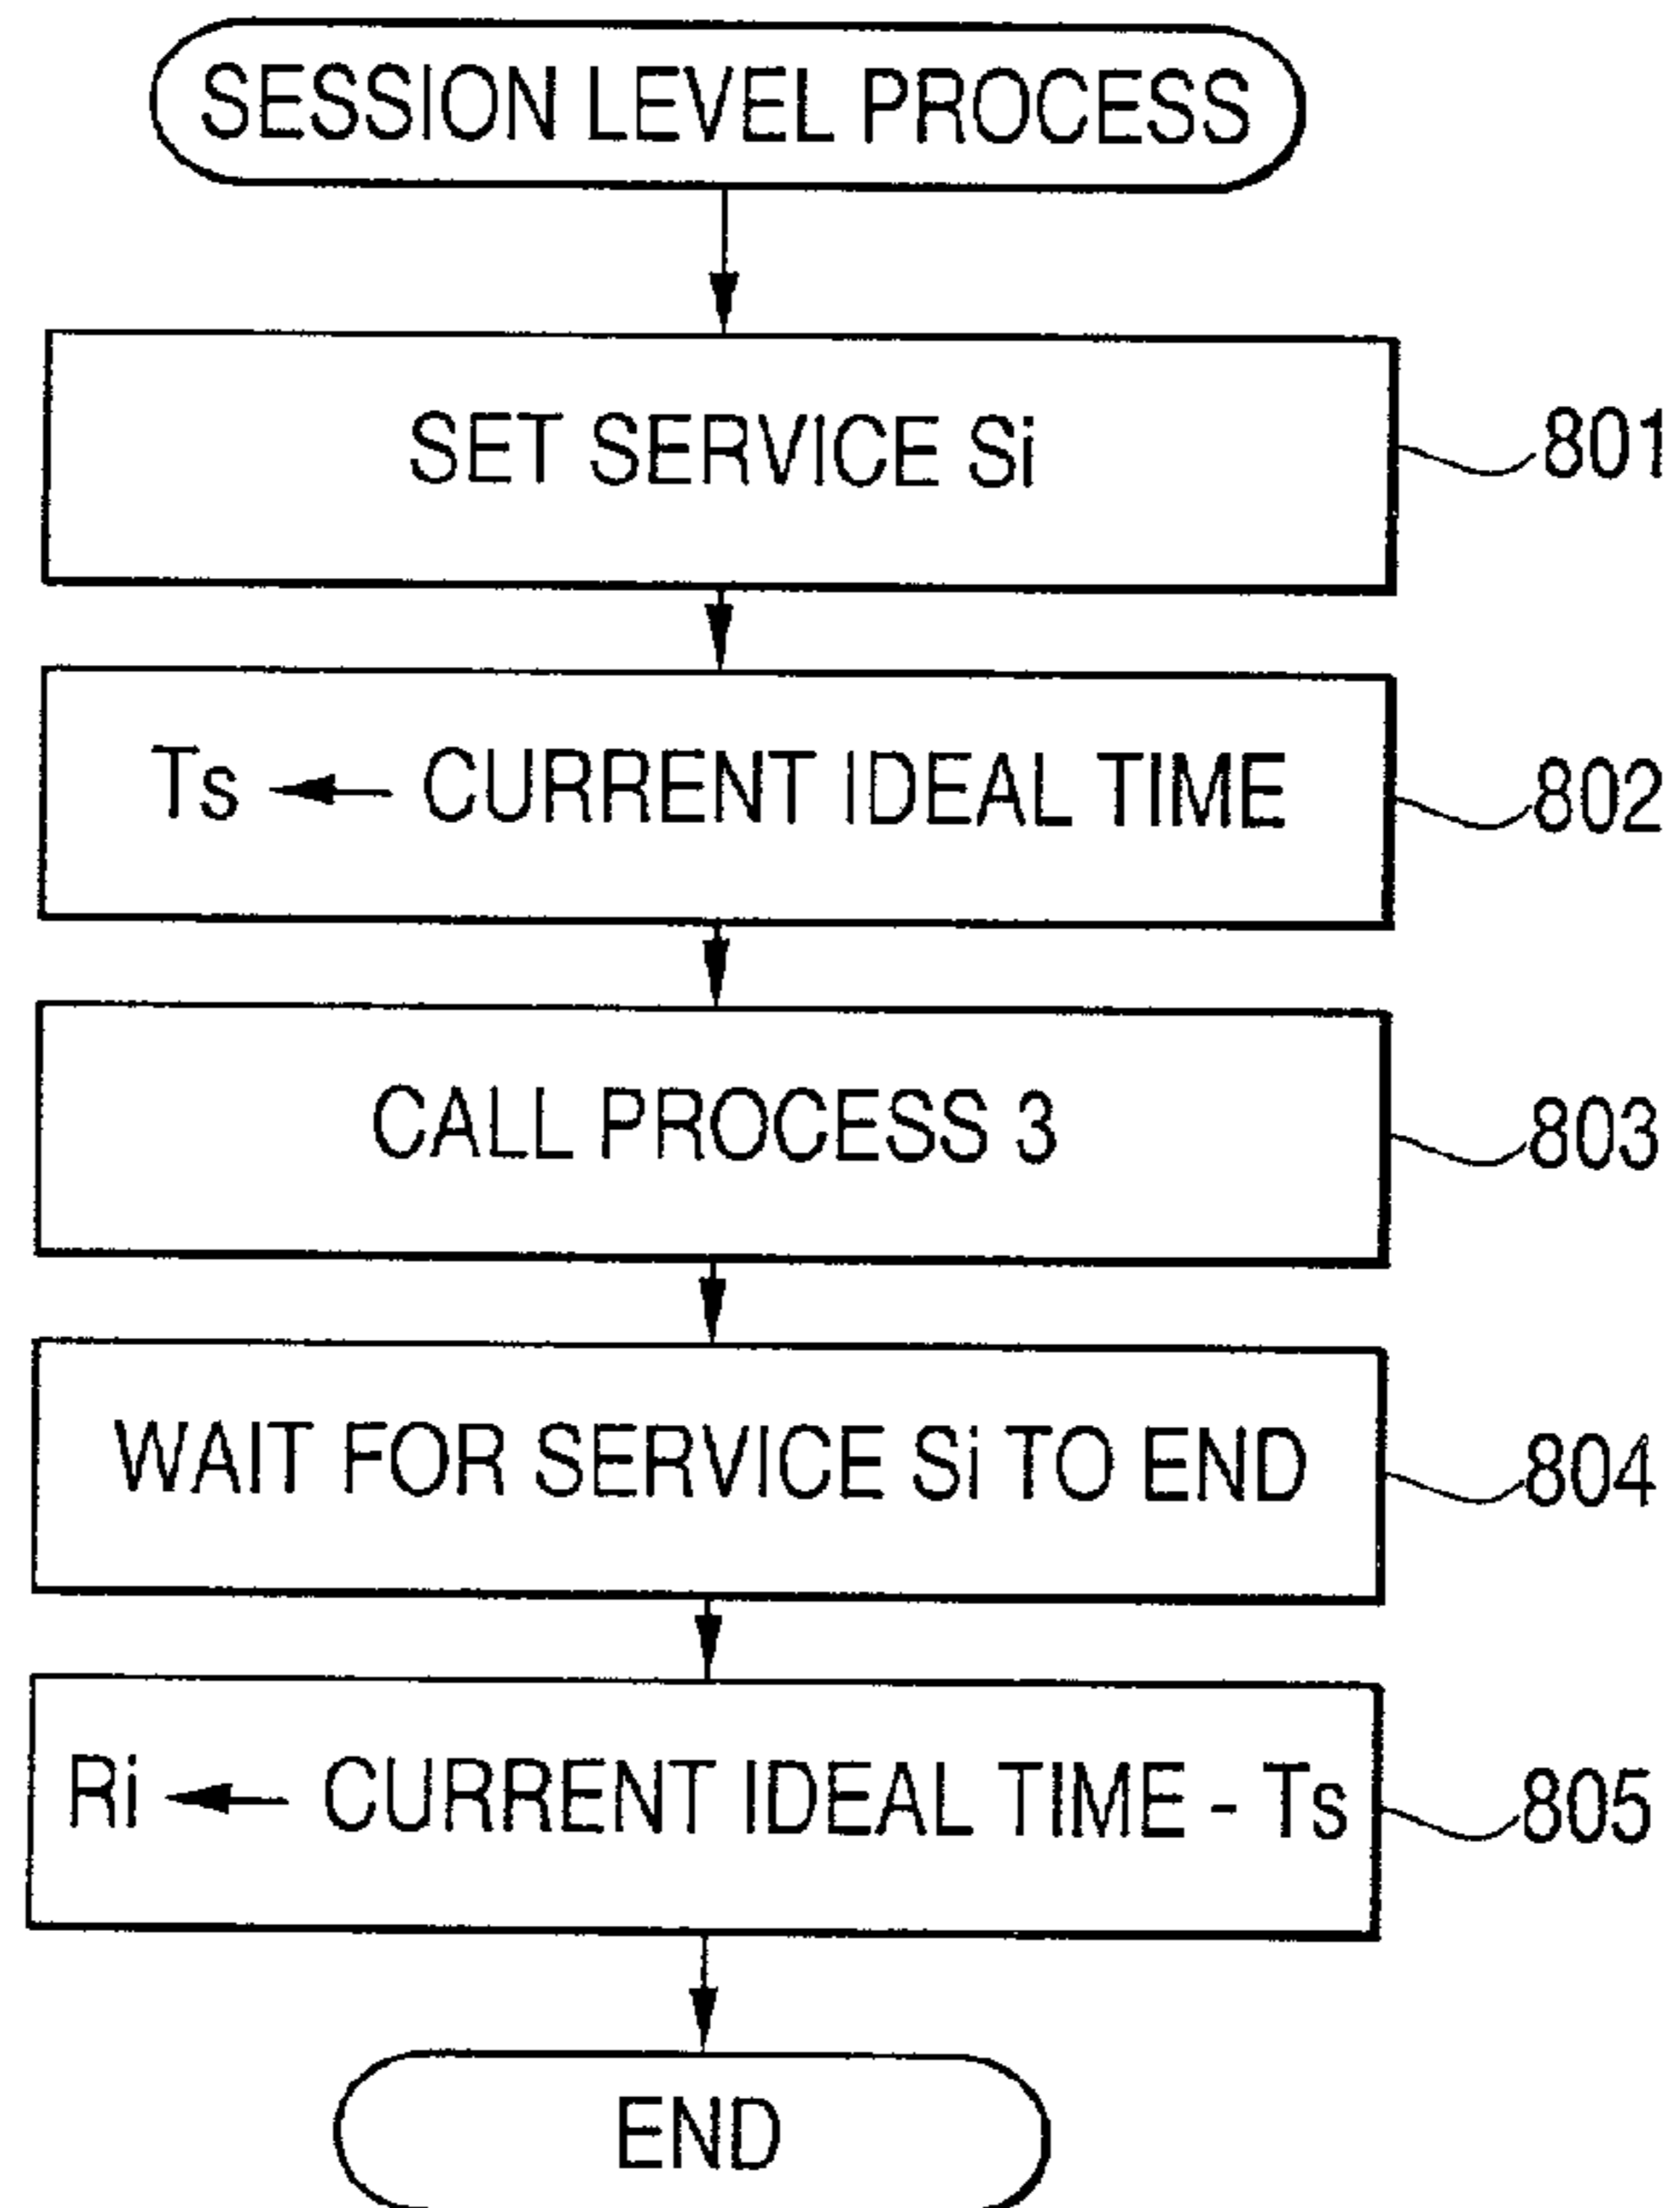 SESSION LEVEL PROCESS
SET SERVICE Si
801
Ts ← CURRENT IDEAL TIME
802
CALL PROCESS 3
803
WAIT FOR SERVICE Si TO END
804
Ri ← CURRENT IDEAL TIME - Ts
805
END